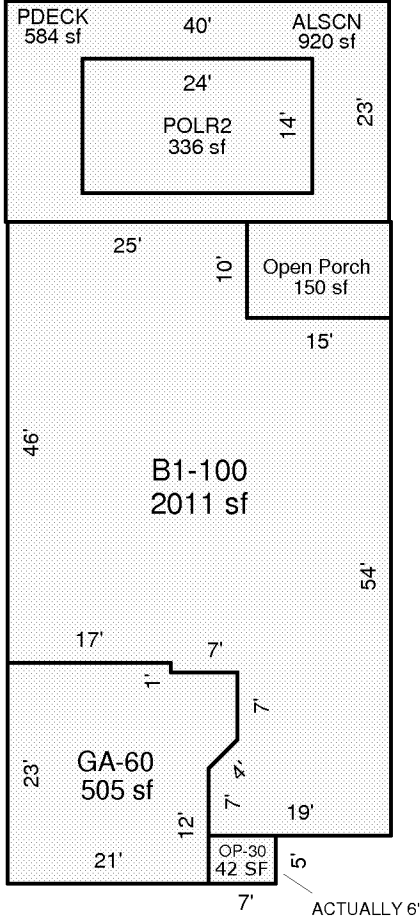 PDECK
584 sf
40'
ALSCN
920 sf
24'
POLR2
336 sf
14'
23'
25'
10'
Open Porch
150 sf
15'
46'
B1-100
2011 sf
54'
17'
7'
1'
7'
GA-60
505 sf
23'
4'
7'
12'
19'
21'
OP-30
42 SF
5'
7'
ACTUALLY 6'